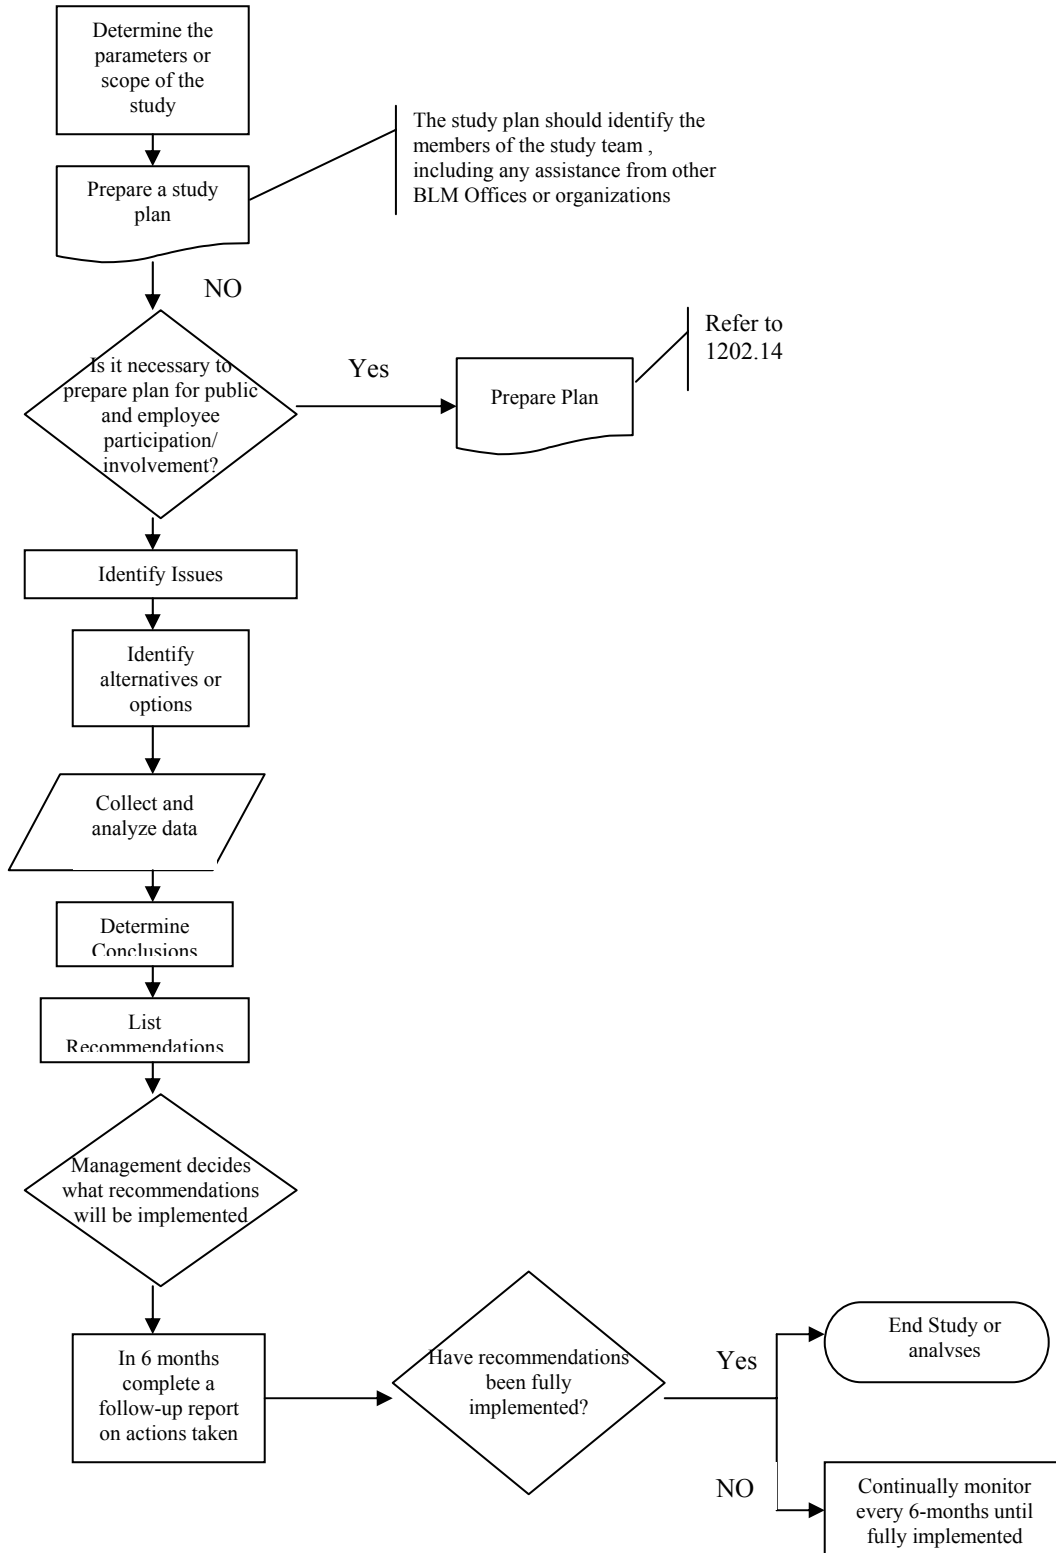 Determine the
parameters or
scope of the
study
The study plan should identify the
members of the study team ,
including any assistance from other
BLM Offices or organizations
Prepare a study
plan
NO
Is it necessary to
prepare plan for public
and employee
participation/
involvement?
Yes
Prepare Plan
Refer to
1202.14
Identify Issues
Identify
alternatives or
options
Collect and
analyze data
Determine
Conclusions
List
Recommendations
Management decides
what recommendations
will be implemented
In 6 months
complete a
follow-up report
on actions taken
Have recommendations
been fully
implemented?
Yes
End Study or
analyses
NO
Continually monitor
every 6-months until
fully implemented